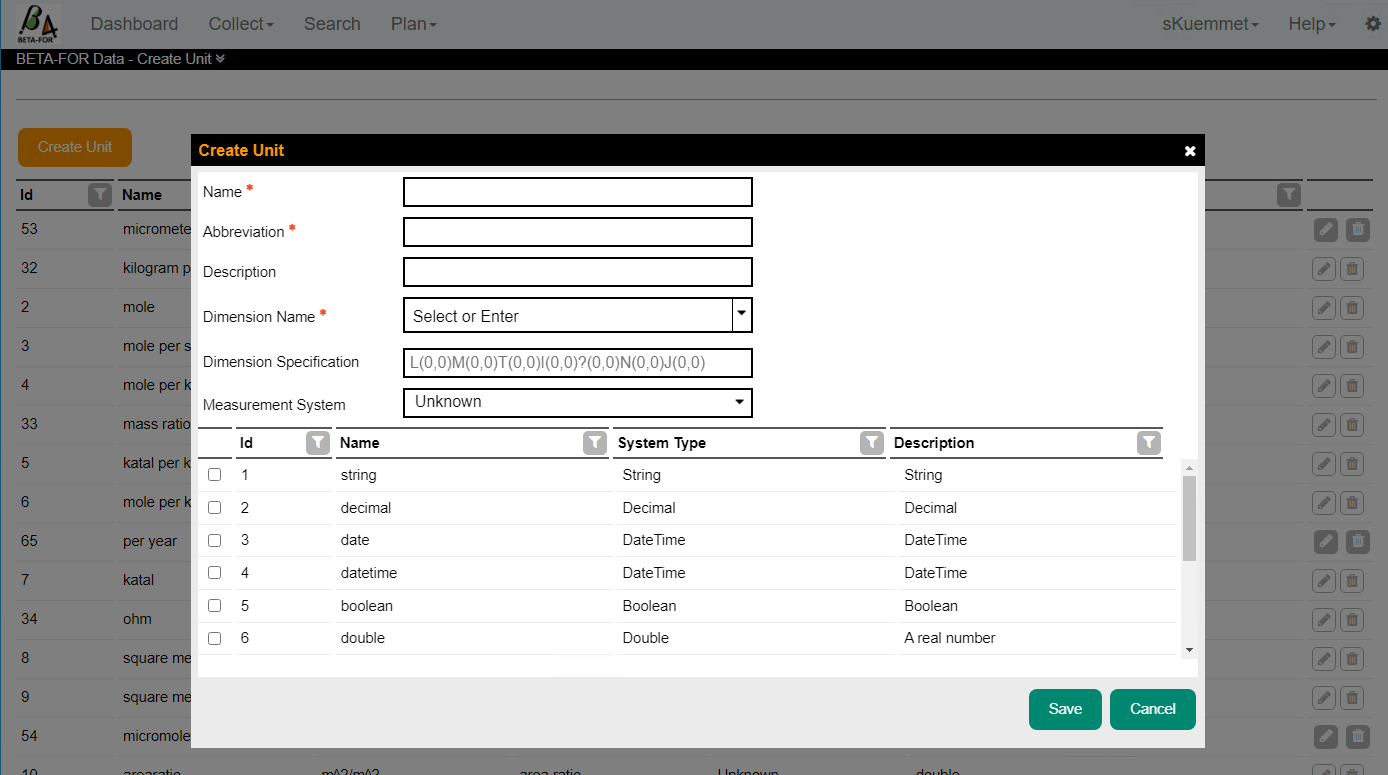 BETA-FOR
Dashboard Collect Search Plan sKuemmet Help
BETA-FOR Data - Create Unit
Create Unit
Create Unit
Id Name
Name *
Abbreviation *
Description
Dimension Name * Select or Enter
Dimension Specification L(0,0)M(0,0)T(0,0)I(0,0)?(0,0)N(0,0)J(0,0)
Measurement System Unknown
Id Name System Type Description
1 string String String
2 decimal Decimal Decimal
3 date DateTime DateTime
4 datetime DateTime DateTime
5 boolean Boolean Boolean
6 double Double A real number
Save Cancel
53 micromete
32 kilogram p
2 mole
3 mole per s
4 mole per k
33 mass ratio
5 katal per k
6 mole per k
65 per year
7 katal
34 ohm
8 square me
9 square me
54 micromole
10 arearatio m^2/m^2 area ratio Unknown double